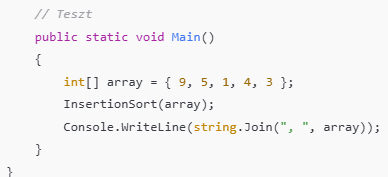 // Teszt
public static void Main()
{
int[] array = { 9, 5, 1, 4, 3 };
InsertionSort(array);
Console.WriteLine(string.Join(", ", array));
}
}